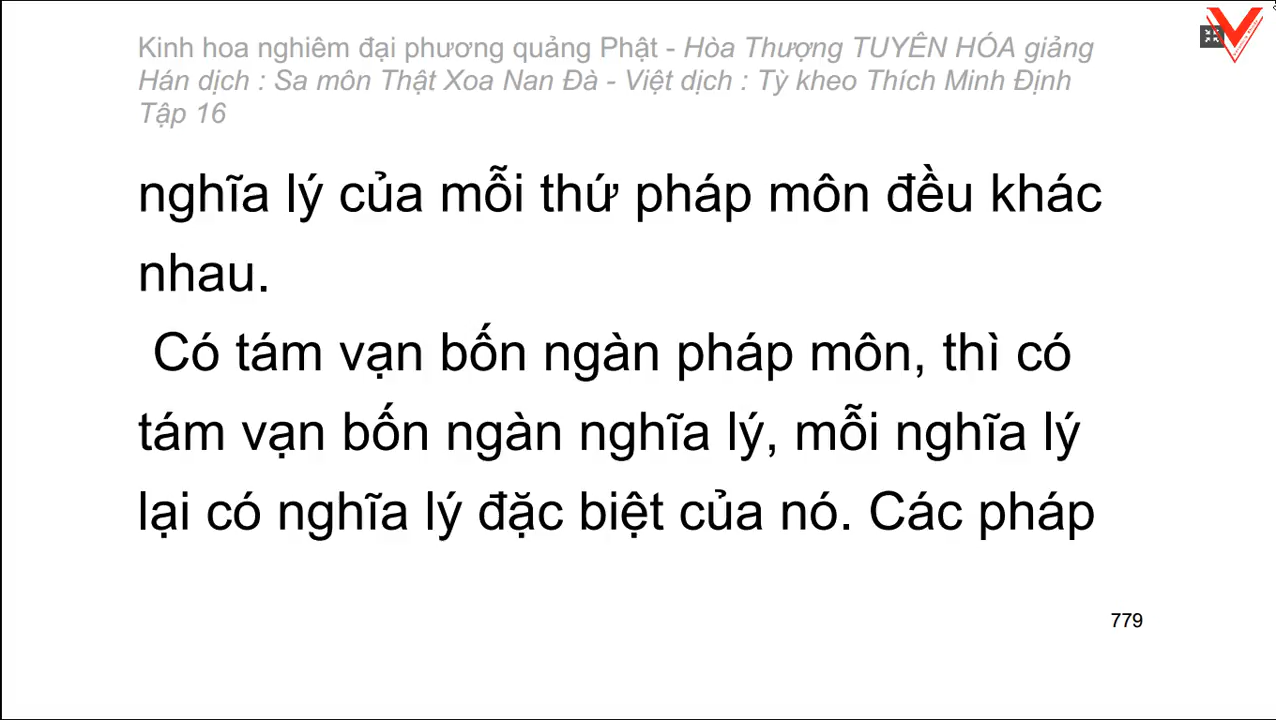 Kinh hoa nghiêm đại phương quảng Phật - Hòa Thượng TUYÊN HÓA giảng
Hán dịch : Sa môn Thật Xoa Nan Đà - Việt dịch : Tỳ kheo Thích Minh Định
Tập 16
nghĩa lý của mỗi thứ pháp môn đều khác
nhau.
Có tám vạn bốn ngàn pháp môn, thì có
tám vạn bốn ngàn nghĩa lý, mỗi nghĩa lý
lại có nghĩa lý đặc biệt của nó. Các pháp
779